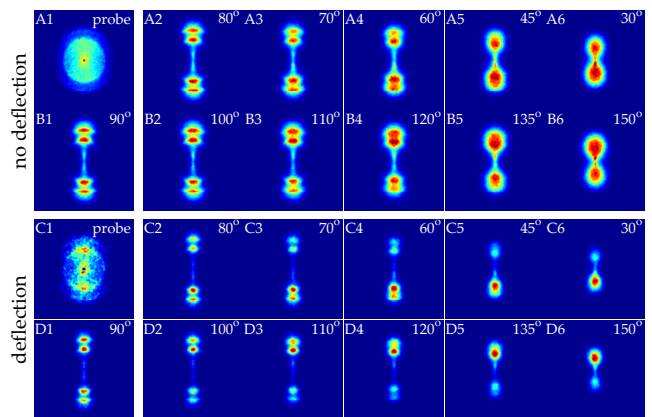 no deflection
A1 probe A2 80° A3 70° A4 60° A5 45° A6 30°
B1 90° B2 100° B3 110° B4 120° B5 135° B6 150°
deflection
C1 probe C2 80° C3 70° C4 60° C5 45° C6 30°
D1 90° D2 100° D3 110° D4 120° D5 135° D6 150°